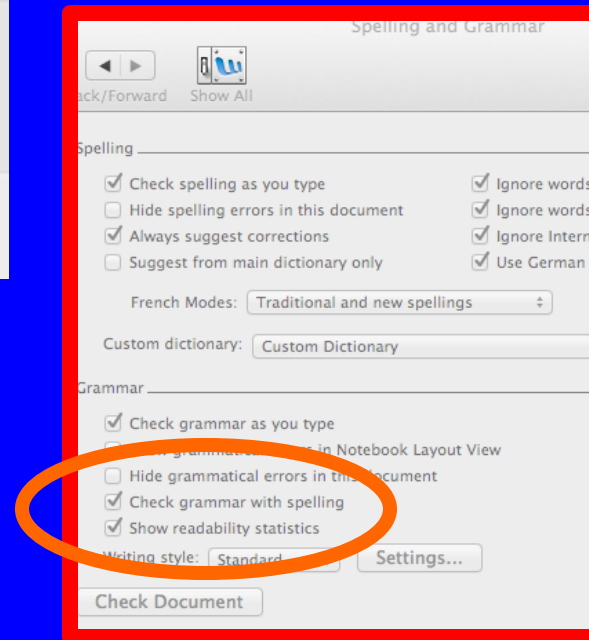 Spelling and Grammar
ack/Forward Show All
Spelling
Check spelling as you type Ignore words
Hide spelling errors in this document Ignore words
Always suggest corrections Ignore Intern
Suggest from main dictionary only Use German
French Modes: Traditional and new spellings
Custom dictionary: Custom Dictionary
Grammar
Check grammar as you type
in Notebook Layout View
Hide grammatical errors in this document
Check grammar with spelling
Show readability statistics
Writing style: Standard Settings...
Check Document